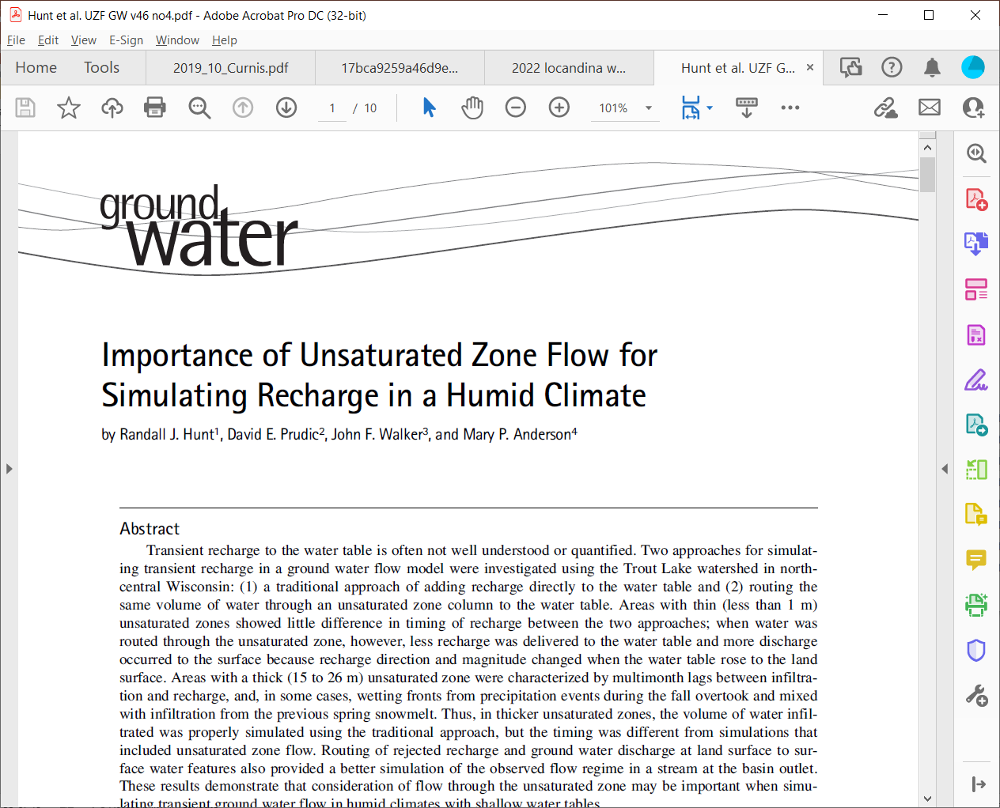 Hunt et al. UZF GW v46 no4.pdf - Adobe Acrobat Pro DC (32-bit)
File Edit View E-Sign Window Help
Home Tools 2019_10_Curnis.pdf 17bca9259a46d9e... 2022 locandina w... Hunt et al. UZF G... ×
1 / 10 101%
ground
water
Importance of Unsaturated Zone Flow for
Simulating Recharge in a Humid Climate
by Randall J. Hunt¹, David E. Prudic², John F. Walker³, and Mary P. Anderson⁴
Abstract
Transient recharge to the water table is often not well understood or quantified. Two approaches for simulat-
ing transient recharge in a ground water flow model were investigated using the Trout Lake watershed in north-
central Wisconsin: (1) a traditional approach of adding recharge directly to the water table and (2) routing the
same volume of water through an unsaturated zone column to the water table. Areas with thin (less than 1 m)
unsaturated zones showed little difference in timing of recharge between the two approaches; when water was
routed through the unsaturated zone, however, less recharge was delivered to the water table and more discharge
occurred to the surface because recharge direction and magnitude changed when the water table rose to the land
surface. Areas with a thick (15 to 26 m) unsaturated zone were characterized by multimonth lags between infiltra-
tion and recharge, and, in some cases, wetting fronts from precipitation events during the fall overtook and mixed
with infiltration from the previous spring snowmelt. Thus, in thicker unsaturated zones, the volume of water infil-
trated was properly simulated using the traditional approach, but the timing was different from simulations that
included unsaturated zone flow. Routing of rejected recharge and ground water discharge at land surface to sur-
face water features also provided a better simulation of the observed flow regime in a stream at the basin outlet.
These results demonstrate that consideration of flow through the unsaturated zone may be important when simu-
lating transient ground water flow in humid climates with shallow water tables.